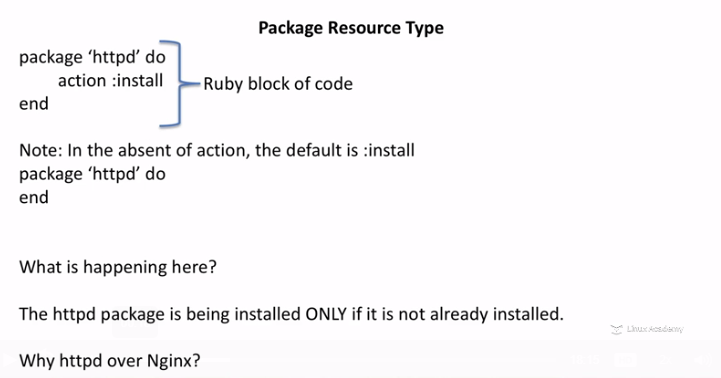 Package Resource Type
package ‘httpd’ do
action :install
end
Ruby block of code
Note: In the absent of action, the default is :install
package ‘httpd’ do
end
What is happening here?
The httpd package is being installed ONLY if it is not already installed.
Linux Academy
Why httpd over Nginx?